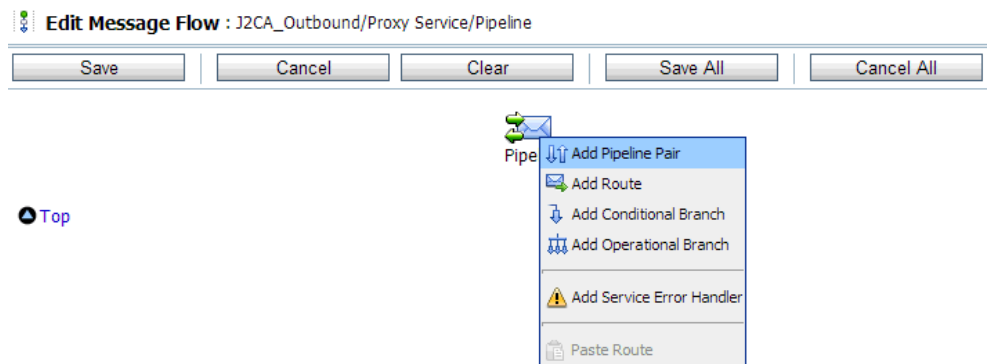 Edit Message Flow : J2CA_Outbound/Proxy Service/Pipeline
Save Cancel Clear Save All Cancel All
Pipe
Add Pipeline Pair
Add Route
Top
Add Conditional Branch
Add Operational Branch
Add Service Error Handler
Paste Route